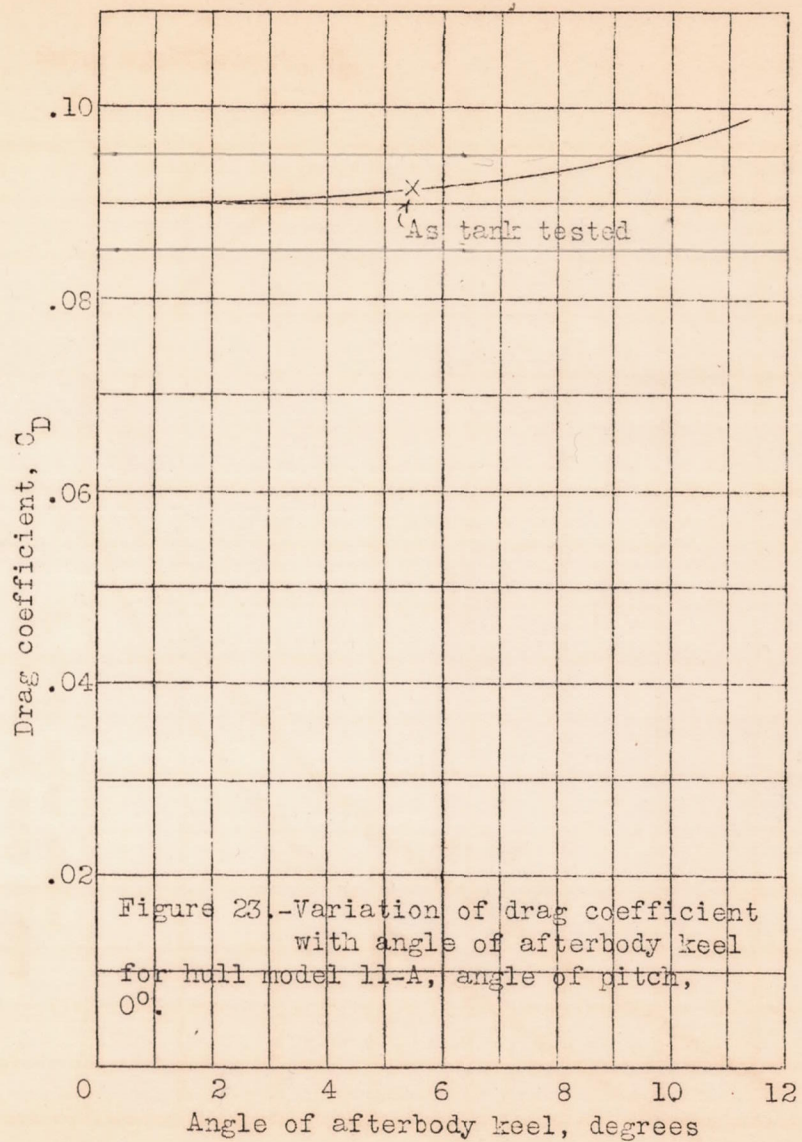 .10
As tank tested
.08
Drag coefficient, CD
.06
.04
.02
Figure 23.-Variation of drag coefficient
with angle of afterbody keel
for hull model 11-A, angle of pitch,
0°.
0 2 4 6 8 10 12
Angle of afterbody keel, degrees